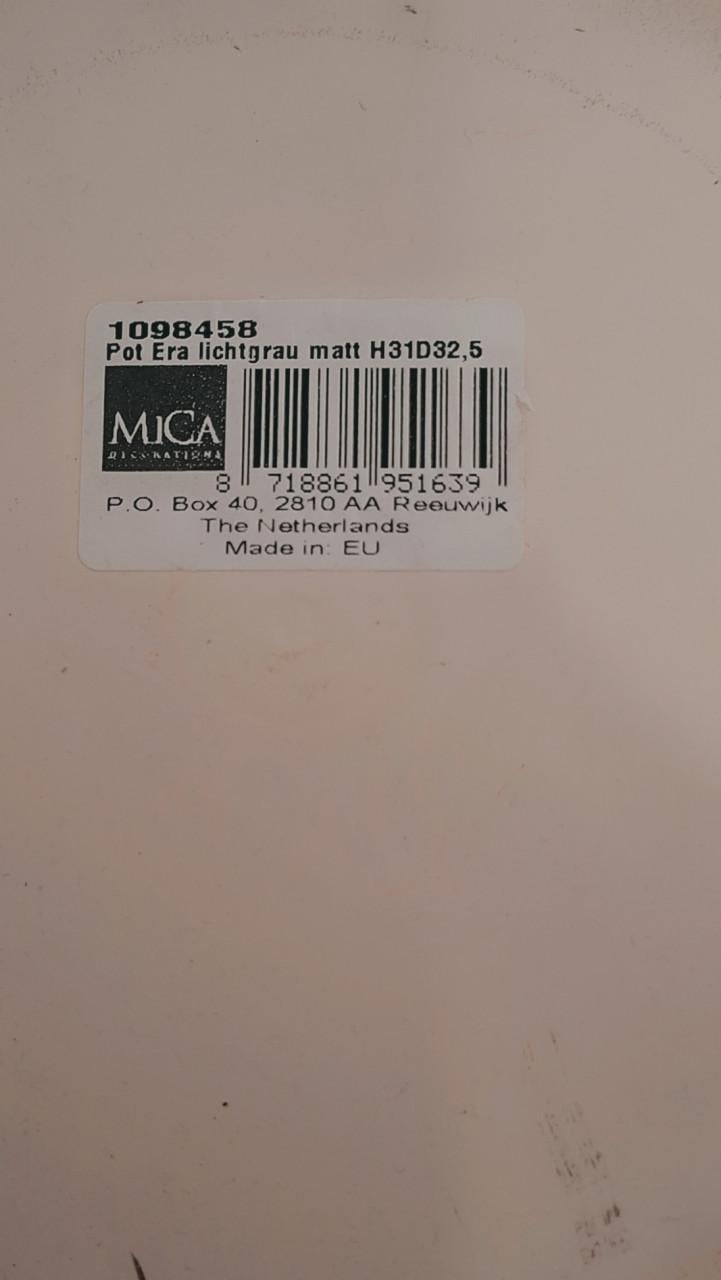 1098458
Pot Era lichtgrau matt H31D32,5
MICA
DECORATIONS
8 718861 951639
P.O. Box 40, 2810 AA Reeuwijk
The Netherlands
Made in: EU